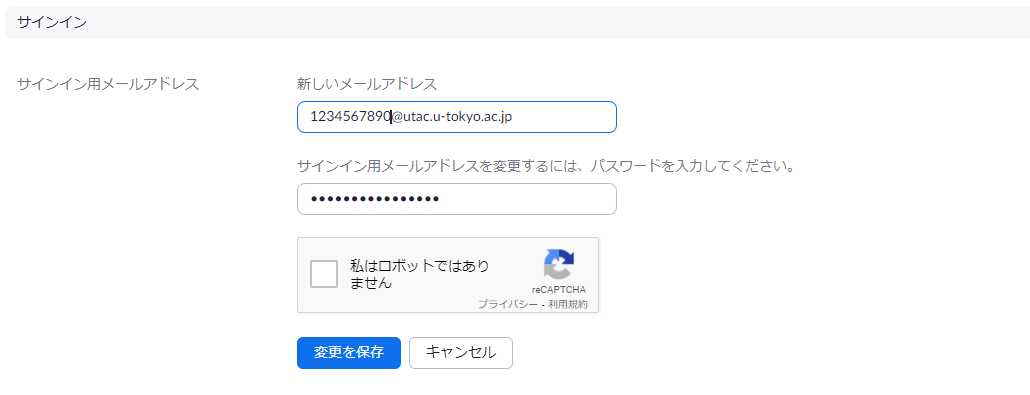 サインイン
サインイン用メールアドレス
新しいメールアドレス
1234567890@utac.u-tokyo.ac.jp
サインイン用メールアドレスを変更するには、パスワードを入力してください。
••••••••••••••••
私はロボットではあり
ません
reCAPTCHA
プライバシー - 利用規約
変更を保存
キャンセル